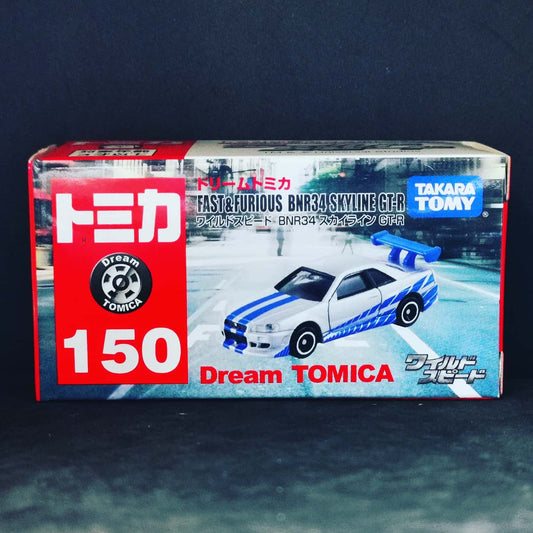 トミカ
Dream
TOMICA
150
ドリームトミカ
FAST&FURIOUS BNR34 SKYLINE GT-R
ワイルドスピード BNR34 スカイライン GT-R
TAKARA
TOMY
Dream TOMICA
ワイルド
スピード